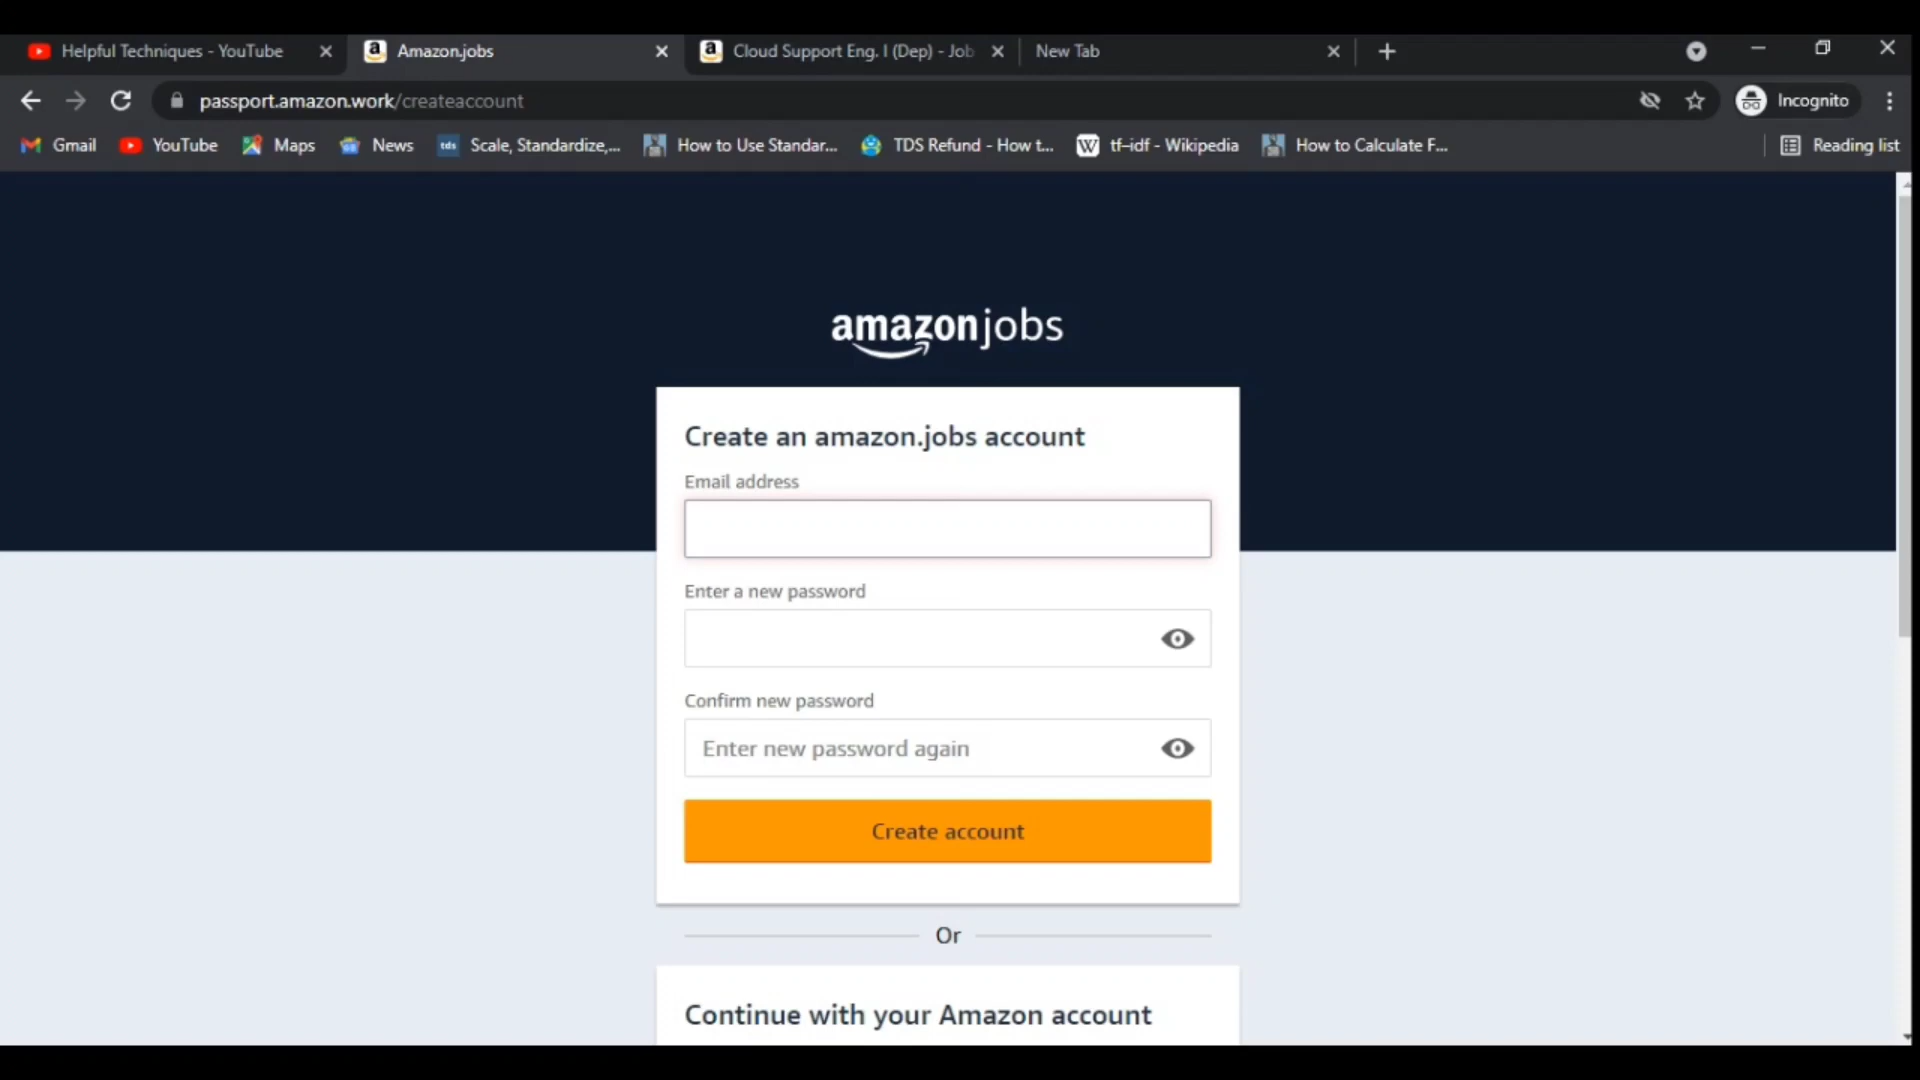 Helpful Techniques - YouTube
Amazon.jobs
Cloud Support Eng. I (Dep) - Job
New Tab
passport.amazon.work/createaccount
Incognito
Gmail
YouTube
Maps
News
tds
Scale, Standardize,...
How to Use Standar...
TDS Refund - How t...
W
tf–idf - Wikipedia
How to Calculate F...
Reading list
amazon jobs
Create an amazon.jobs account
Email address
Enter a new password
Confirm new password
Enter new password again
Create account
Or
Continue with your Amazon account